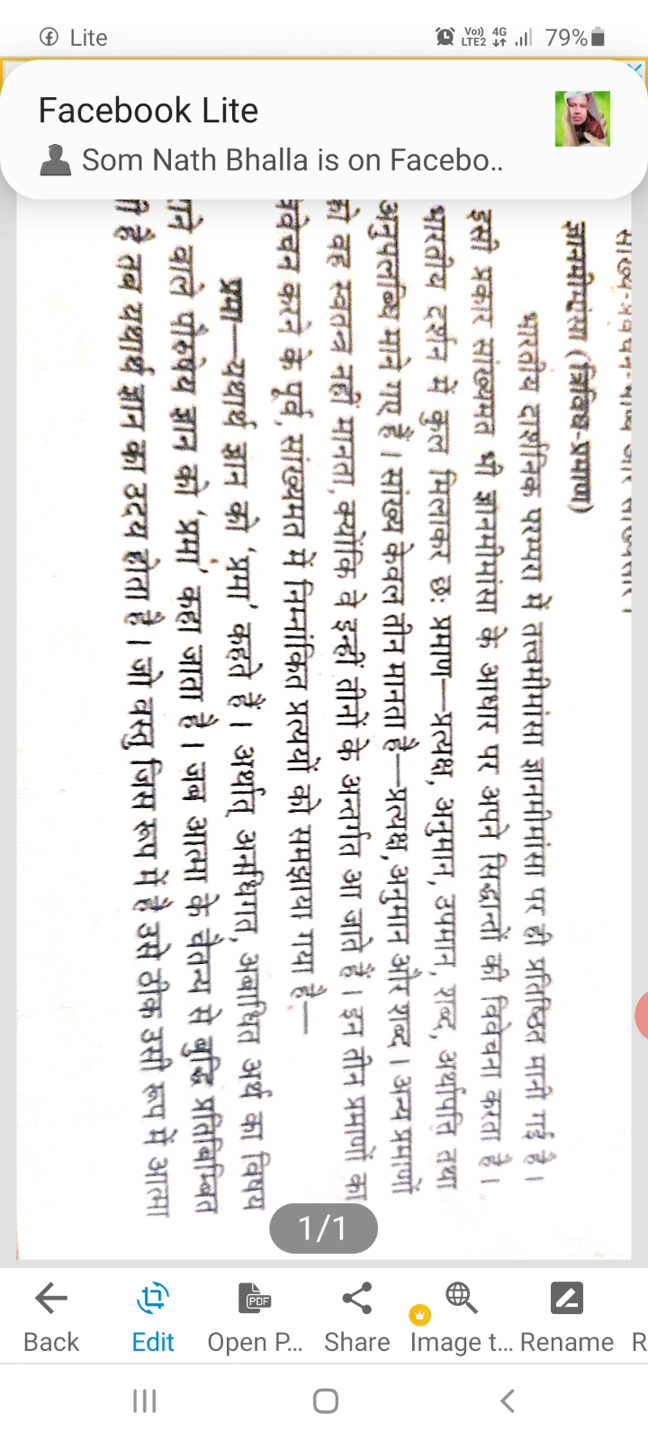 Lite
Vo)) 4G
LTE2
79%
Facebook Lite
Som Nath Bhalla is on Facebo..
ज्ञानमीमांसा (त्रिविध-प्रमाण)
भारतीय दार्शनिक परम्परा में तत्त्वमीमांसा ज्ञानमीमांसा पर ही प्रतिष्ठित मानी गई है।
इसी प्रकार सांख्यमत भी ज्ञानमीमांसा के आधार पर अपने सिद्धान्तों की विवेचना करता है।
भारतीय दर्शन में कुल मिलाकर छः प्रमाण—प्रत्यक्ष, अनुमान, उपमान, शब्द, अर्थापत्ति तथा
अनुपलब्धि माने गए हैं। सांख्य केवल तीन मानता है—प्रत्यक्ष, अनुमान और शब्द। अन्य प्रमाणों
को वह स्वतन्त्र नहीं मानता, क्योंकि वे इन्हीं तीनों के अन्तर्गत आ जाते हैं। इन तीन प्रमाणों का
करने के पूर्व, सांख्यमत में निम्नांकित प्रत्ययों को समझाया गया है—
प्रमा—यथार्थ ज्ञान को 'प्रमा' कहते हैं। अर्थात् अनधिगत, अबाधित अर्थ का विषय
वाले पौरुषेय ज्ञान को 'प्रमा' कहा जाता है। जब आत्मा के चैतन्य से बुद्धि प्रतिबिम्बित
है तब यथार्थ ज्ञान का उदय होता है। जो वस्तु जिस रूप में है उसे ठीक उसी रूप में आत्मा
1/1
Back
Edit
Open P...
Share
Image t...
Rename
R